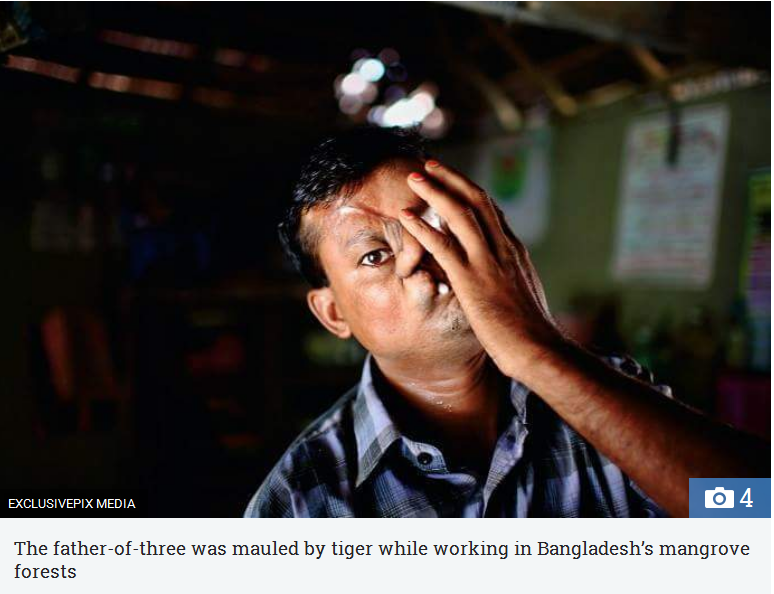 EXCLUSIVEPIX MEDIA
4
The father-of-three was mauled by tiger while working in Bangladesh's mangrove
forests